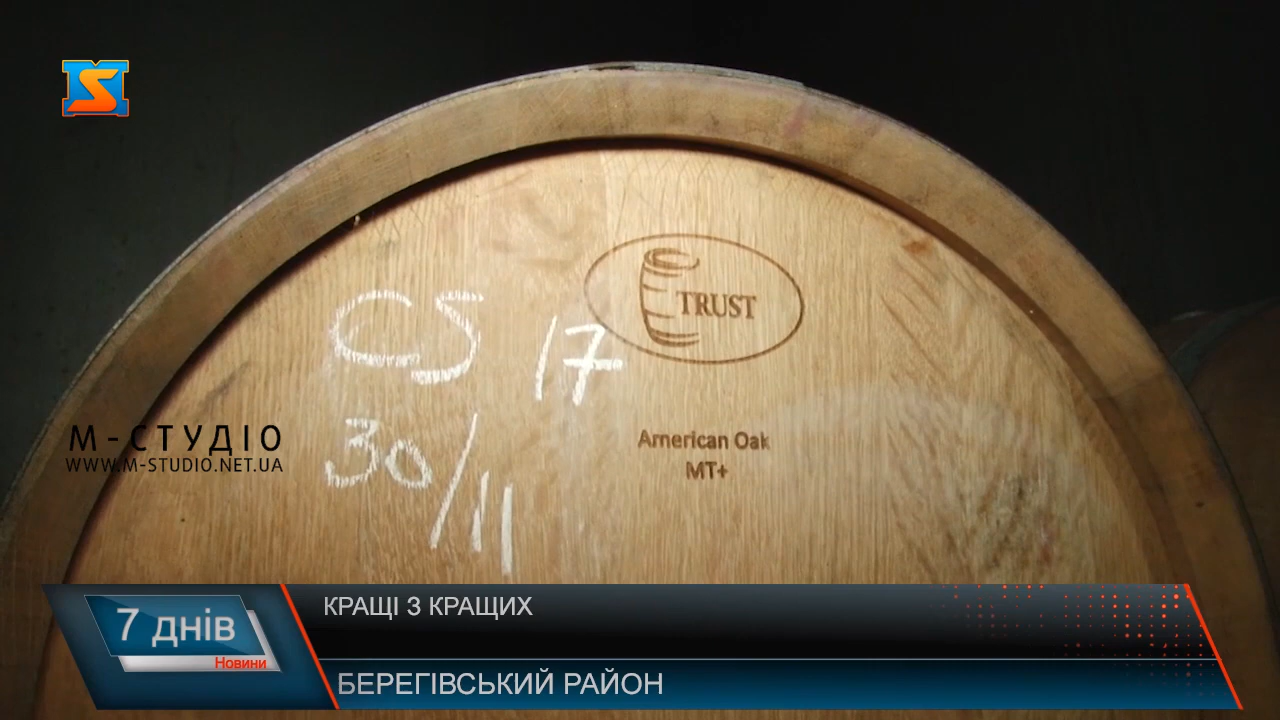 CS 17
30/11
TRUST
American Oak
MT+
М-СТУДІО
WWW.M-STUDIO.NET.UA
7 днів
Новини
КРАЩІ З КРАЩИХ
БЕРЕГІВСЬКИЙ РАЙОН